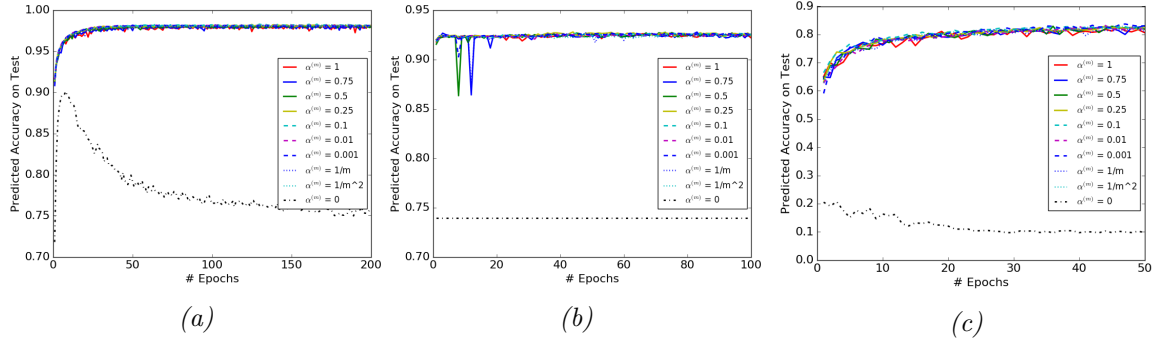 Predicted Accuracy on Test
1.00
0.95
0.90
0.85
0.80
0.75
0.70
0
50
100
150
200
# Epochs
α^(m) = 1
α^(m) = 0.75
α^(m) = 0.5
α^(m) = 0.25
α^(m) = 0.1
α^(m) = 0.01
α^(m) = 0.001
α^(m) = 1/m
α^(m) = 1/m^2
α^(m) = 0
(a)
Predicted Accuracy on Test
0.95
0.90
0.85
0.80
0.75
0.70
0
20
40
60
80
100
# Epochs
α^(m) = 1
α^(m) = 0.75
α^(m) = 0.5
α^(m) = 0.25
α^(m) = 0.1
α^(m) = 0.01
α^(m) = 0.001
α^(m) = 1/m
α^(m) = 1/m^2
α^(m) = 0
(b)
Predicted Accuracy on Test
0.9
0.8
0.7
0.6
0.5
0.4
0.3
0.2
0.1
0.0
0
10
20
30
40
50
# Epochs
α^(m) = 1
α^(m) = 0.75
α^(m) = 0.5
α^(m) = 0.25
α^(m) = 0.1
α^(m) = 0.01
α^(m) = 0.001
α^(m) = 1/m
α^(m) = 1/m^2
α^(m) = 0
(c)